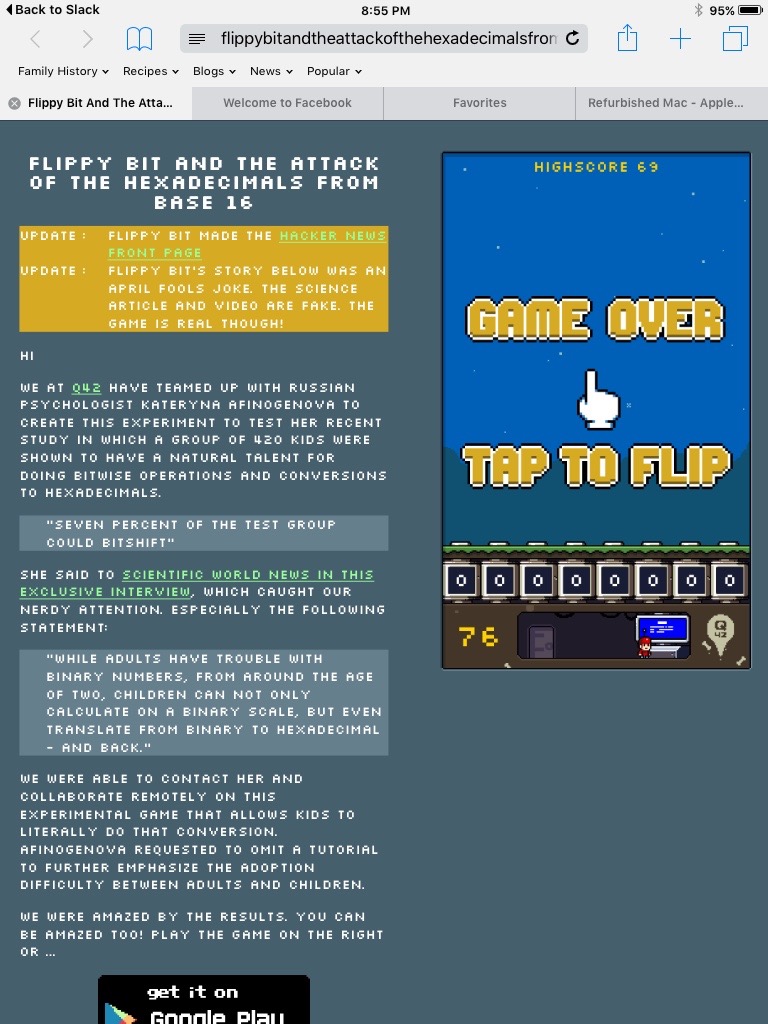 Back to Slack
8:55 PM
95%
flippybitandtheattackofthehexadecimalsfron
Family History
Recipes
Blogs
News
Popular
Flippy Bit And The Atta...
Welcome to Facebook
Favorites
Refurbished Mac - Apple...
FLIPPY BIT AND THE ATTACK
OF THE HEXADECIMALS FROM
BASE 16
UPDATE: FLIPPY BIT MADE THE HACKER NEWS
FRONT PAGE
UPDATE: FLIPPY BIT'S STORY BELOW WAS AN
APRIL FOOLS JOKE. THE SCIENCE
ARTICLE AND VIDEO ARE FAKE. THE
GAME IS REAL THOUGH!
HI
WE AT Q42 HAVE TEAMED UP WITH RUSSIAN
PSYCHOLOGIST KATERYNA AFINOGENOVA TO
CREATE THIS EXPERIMENT TO TEST HER RECENT
STUDY IN WHICH A GROUP OF 420 KIDS WERE
SHOWN TO HAVE A NATURAL TALENT FOR
DOING BITWISE OPERATIONS AND CONVERSIONS
TO HEXADECIMALS.
"SEVEN PERCENT OF THE TEST GROUP
COULD BITSHIFT"
SHE SAID TO SCIENTIFIC WORLD NEWS IN THIS
EXCLUSIVE INTERVIEW, WHICH CAUGHT OUR
NERDY ATTENTION. ESPECIALLY THE FOLLOWING
STATEMENT:
"WHILE ADULTS HAVE TROUBLE WITH
BINARY NUMBERS, FROM AROUND THE AGE
OF TWO, CHILDREN CAN NOT ONLY
CALCULATE ON A BINARY SCALE, BUT EVEN
TRANSLATE FROM BINARY TO HEXADECIMAL
- AND BACK."
WE WERE ABLE TO CONTACT HER AND
COLLABORATE REMOTELY ON THIS
EXPERIMENTAL GAME THAT ALLOWS KIDS TO
LITERALLY DO THAT CONVERSION.
AFINOGENOVA REQUESTED TO OMIT A TUTORIAL
TO FURTHER EMPHASIZE THE ADOPTION
DIFFICULTY BETWEEN ADULTS AND CHILDREN.
WE WERE AMAZED BY THE RESULTS. YOU CAN
BE AMAZED TOO! PLAY THE GAME ON THE RIGHT
OR ...
get it on
Google Play
HIGHSCORE 69
GAME OVER
TAP TO FLIP
0 0 0 0 0 0 0 0
76
Q
42